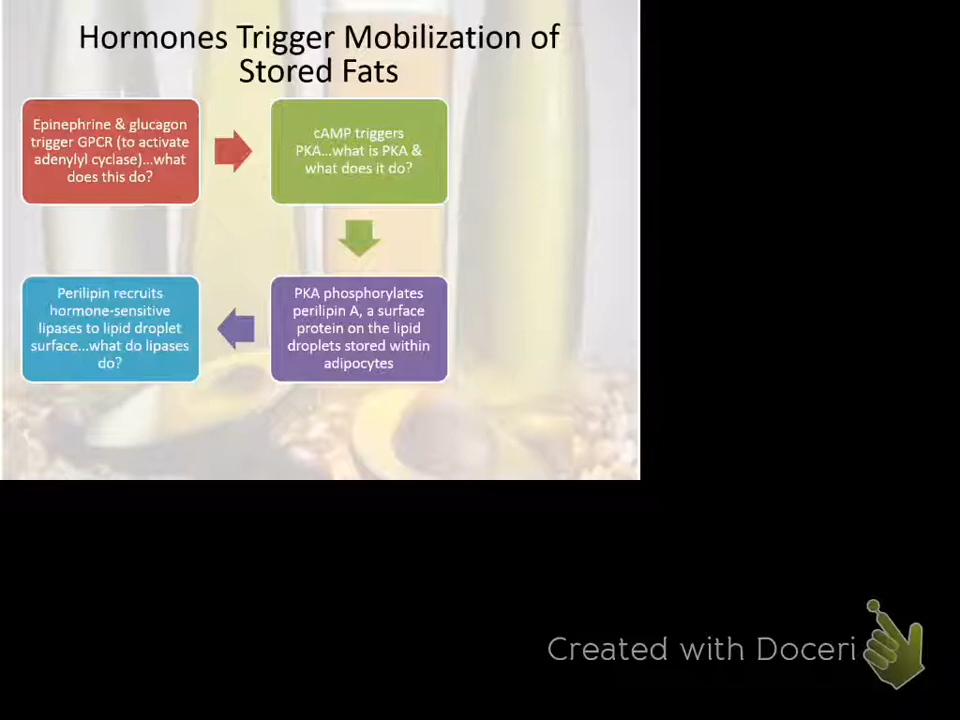 Hormones Trigger Mobilization of
Stored Fats
Epinephrine & glucagon
trigger GPCR (to activate
adenylyl cyclase)...what
does this do?
cAMP triggers
PKA...what is PKA &
what does it do?
PKA phosphorylates
perilipin A, a surface
protein on the lipid
droplets stored within
adipocytes
Perilipin recruits
hormone-sensitive
lipases to lipid droplet
surface...what do lipases
do?
Created with Doceri